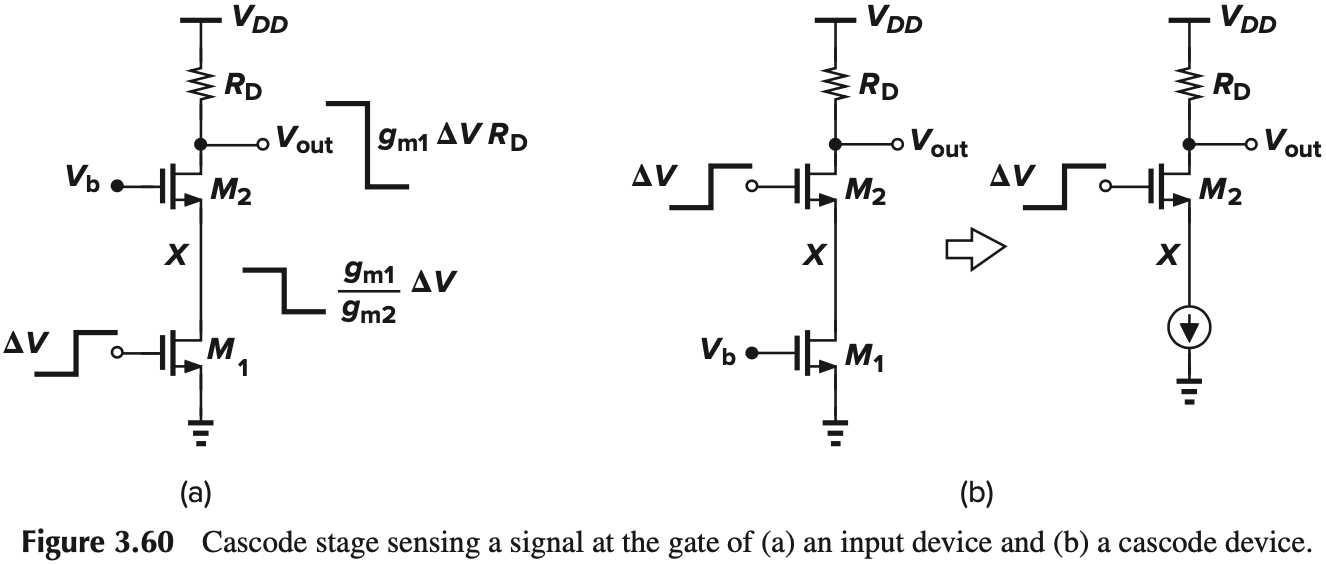 V_DD
R_D
V_out
g_m1 ΔV R_D
V_b
M_2
X
g_m1
g_m2
ΔV
ΔV
M_1
(a)
V_DD
R_D
V_out
ΔV
M_2
X
V_b
M_1
V_DD
R_D
V_out
ΔV
M_2
X
(b)
Figure 3.60 Cascode stage sensing a signal at the gate of (a) an input device and (b) a cascode device.